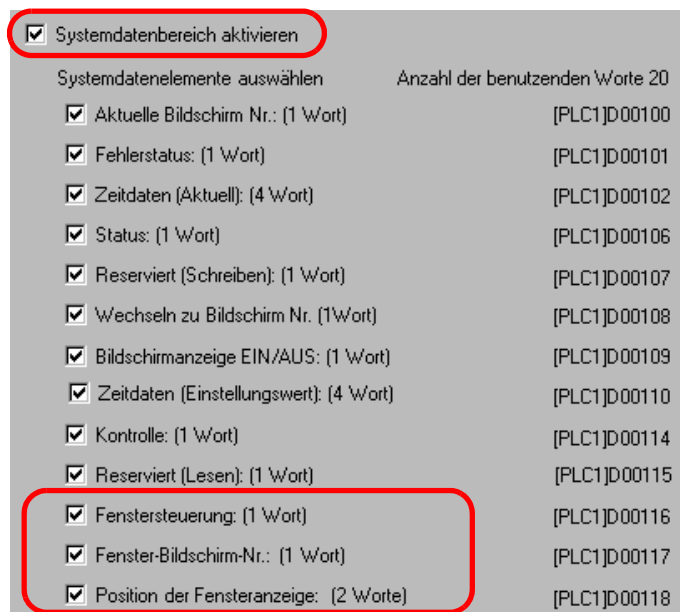 Systemdatenbereich aktivieren
Systemdatenelemente auswählen Anzahl der benutzenden Worte 20
Aktuelle Bildschirm Nr.: (1 Wort) [PLC1]D00100
Fehlerstatus: (1 Wort) [PLC1]D00101
Zeitdaten (Aktuell): (4 Wort) [PLC1]D00102
Status: (1 Wort) [PLC1]D00106
Reserviert (Schreiben): (1 Wort) [PLC1]D00107
Wechseln zu Bildschirm Nr. (1Wort) [PLC1]D00108
Bildschirmanzeige EIN/AUS: (1 Wort) [PLC1]D00109
Zeitdaten (Einstellungswert): (4 Wort) [PLC1]D00110
Kontrolle: (1 Wort) [PLC1]D00114
Reserviert (Lesen): (1 Wort) [PLC1]D00115
Fenstersteuerung: (1 Wort) [PLC1]D00116
Fenster-Bildschirm-Nr.: (1 Wort) [PLC1]D00117
Position der Fensteranzeige: (2 Worte) [PLC1]D00118